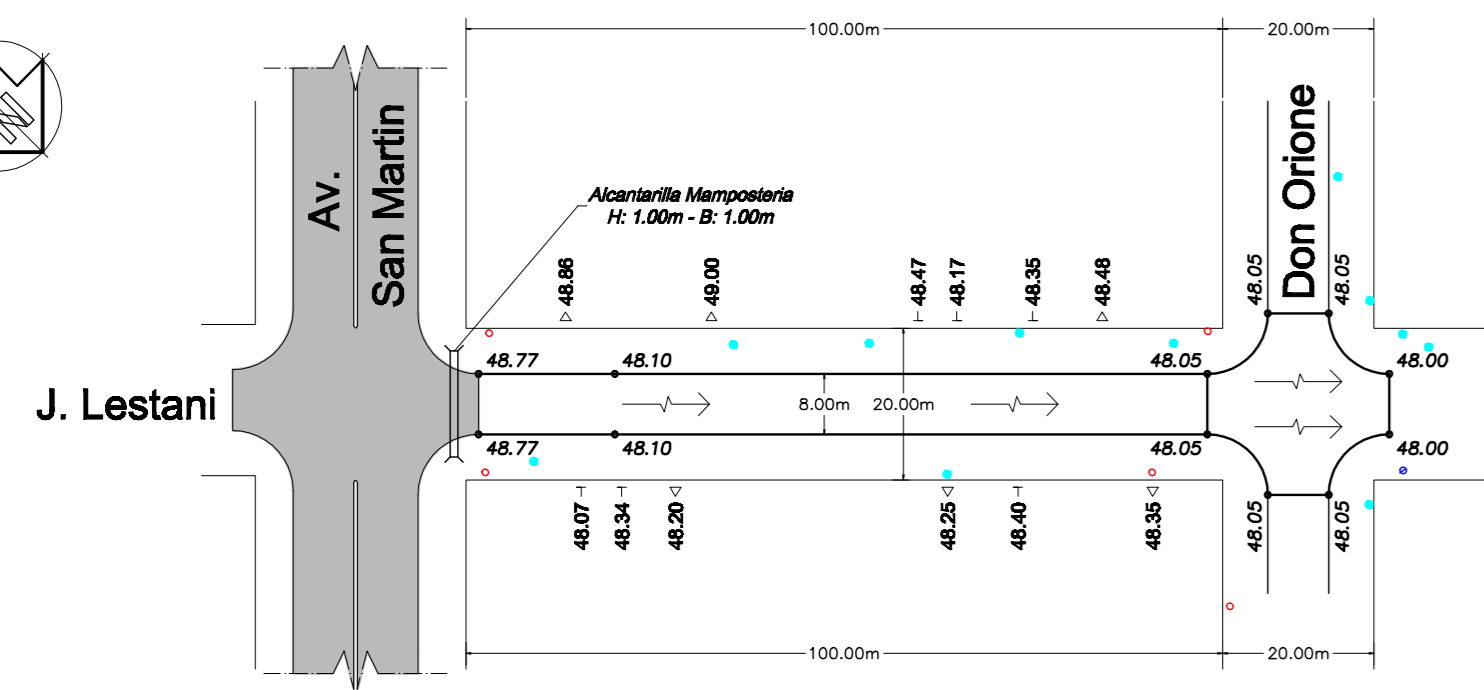 100.00m
20.00m
N
Av.
San Martin
Don Orione
Alcantarilla Mamposteria
H: 1.00m - B: 1.00m
48.86
49.00
48.47
48.17
48.35
48.48
48.05
48.05
48.77
48.10
48.05
48.00
J. Lestani
8.00m
20.00m
48.77
48.10
48.05
48.00
48.07
48.34
48.20
48.25
48.40
48.35
48.05
48.05
100.00m
20.00m